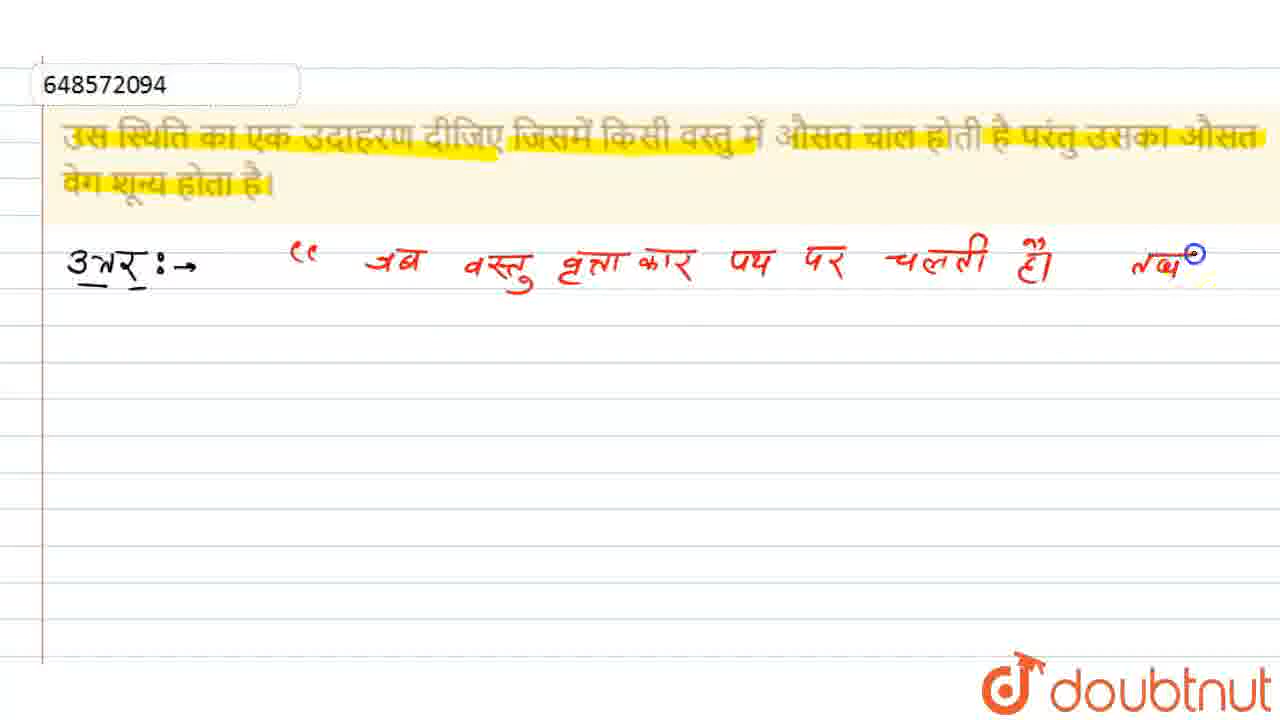 648572094
उस स्थिति का एक उदाहरण दीजिए जिसमें किसी वस्तु में औसत चाल होती है परंतु उसका औसत
वेग शून्य होता है।
उत्तर :→ “ जब वस्तु वृत्ताकार पथ पर चलती है। तब
doubtnut